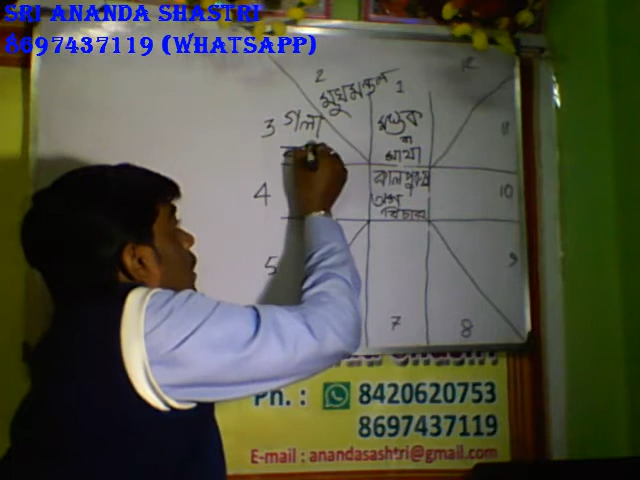 SRI ANANDA SHASTRI
8697437119 (WHATSAPP)
2
মুখমন্ডল
1
12
3
গলা
মস্তক
বা
মাথা
11
4
কালপুরুষ
অঙ্গ
বিচার
10
5
9
7
8
Ph. : 8420620753
8697437119
E-mail : anandasashtri@gmail.com